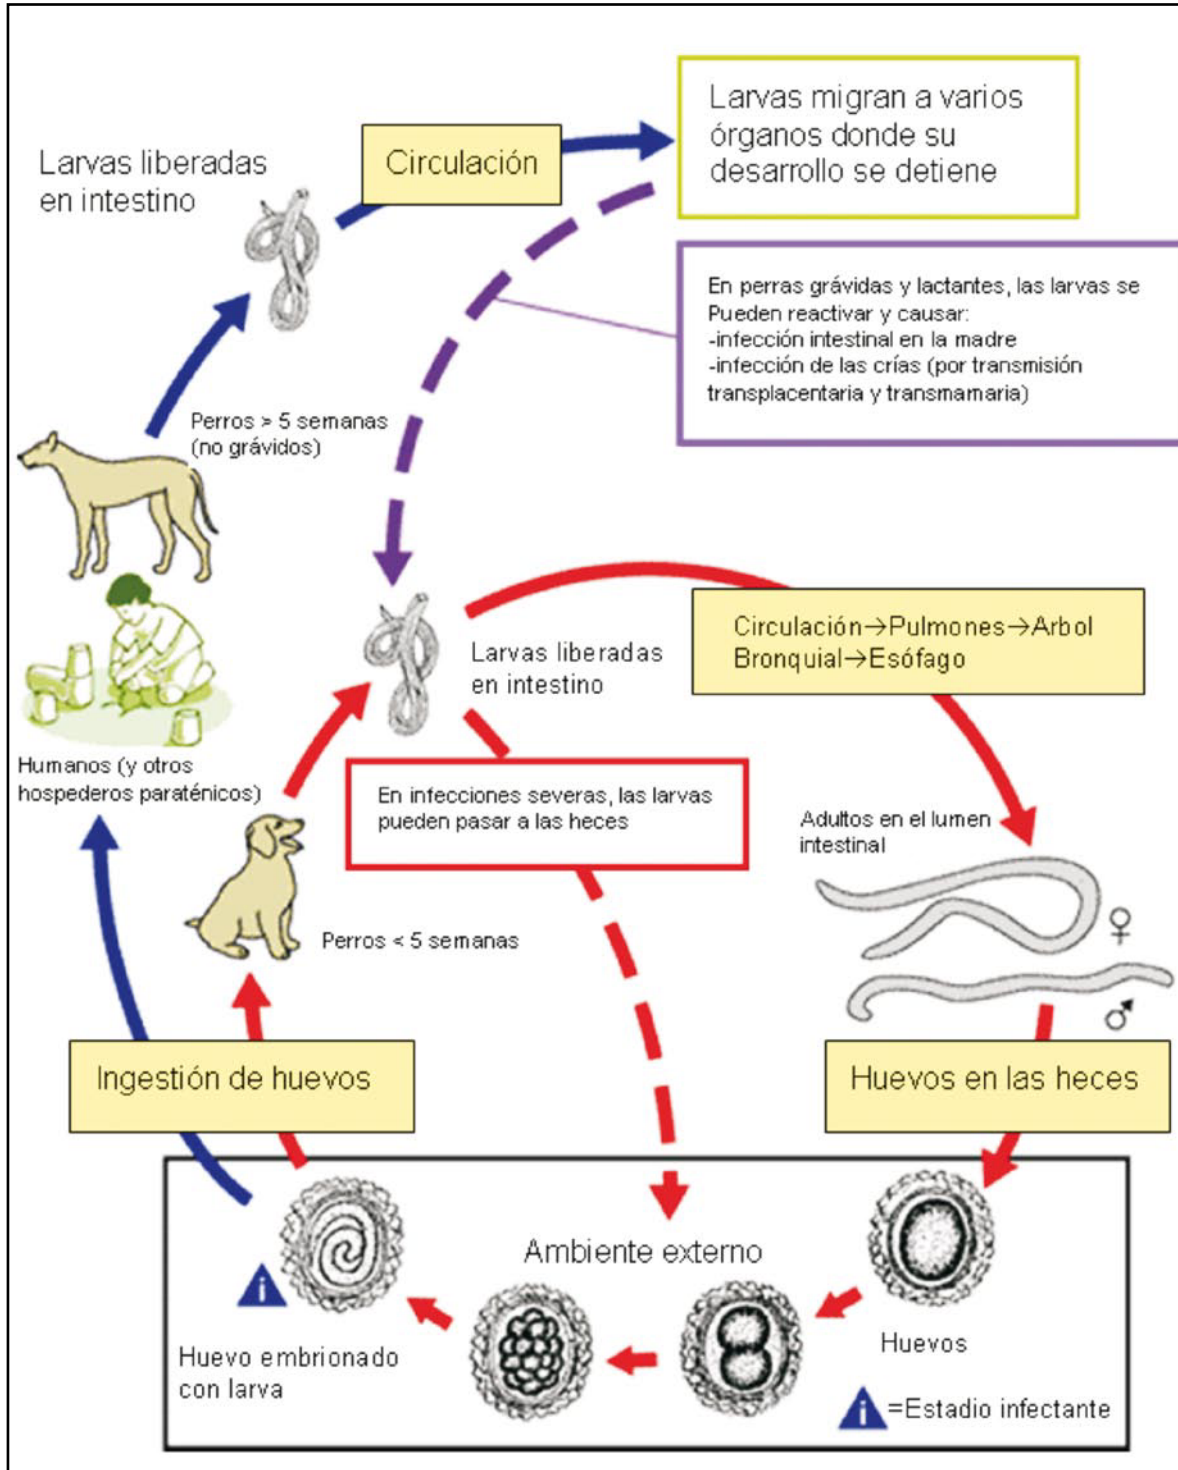 Larvas migran a varios
órganos donde su
desarrollo se detiene
Circulación
Larvas liberadas
en intestino
En perras grávidas y lactantes, las larvas se
Pueden reactivar y causar:
-infección intestinal en la madre
-infección de las crías (por transmisión
transplacentaria y transmamaria)
Perros > 5 semanas
(no grávidos)
Circulación→Pulmones→Arbol
Bronquial→Esófago
Larvas liberadas
en intestino
Humanos (y otros
hospederos paraténicos)
En infecciones severas, las larvas
pueden pasar a las heces
Adultos en el lumen
intestinal
♀
Perros < 5 semanas
♂
Ingestión de huevos
Huevos en las heces
Ambiente externo
i
Huevo embrionado
con larva
Huevos
i =Estadio infectante